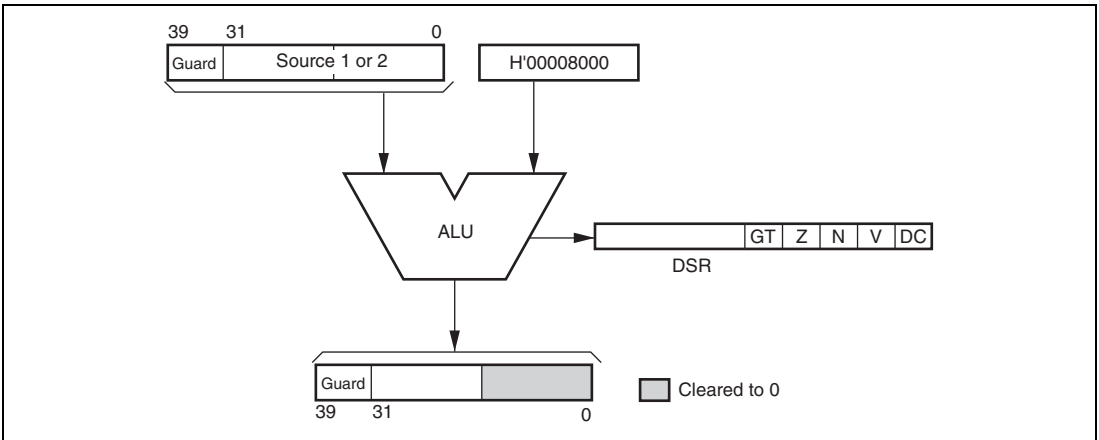 39 31 0
Guard Source 1 or 2 H'00008000
ALU
GT Z N V DC
DSR
Guard
Cleared to 0
39 31 0